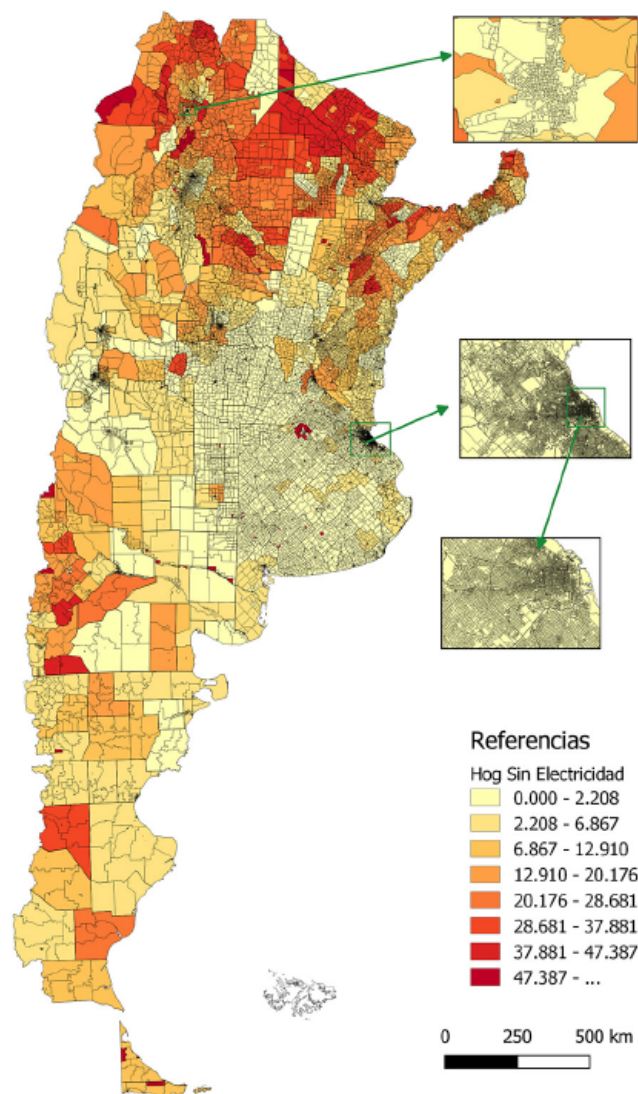 Referencias
Hog Sin Electricidad
0.000 - 2.208
2.208 - 6.867
6.867 - 12.910
12.910 - 20.176
20.176 - 28.681
28.681 - 37.881
37.881 - 47.387
47.387 - ...
0 250 500 km